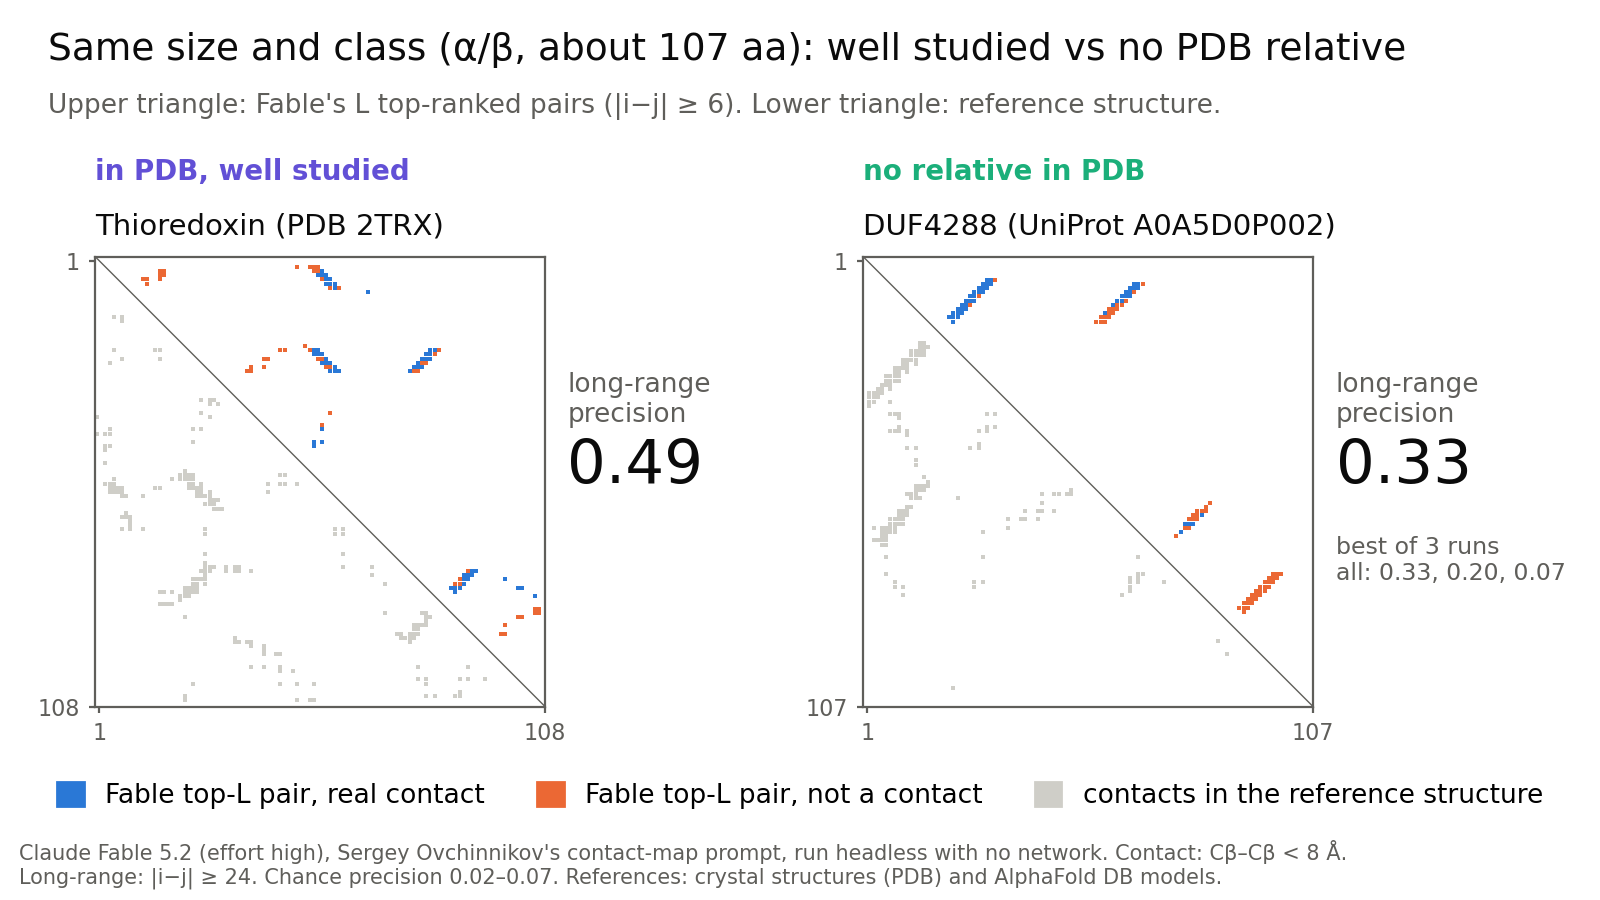 Same size and class (α/β, about 107 aa): well studied vs no PDB relative
Upper triangle: Fable's L top-ranked pairs (|i−j| ≥ 6). Lower triangle: reference structure.
in PDB, well studied
Thioredoxin (PDB 2TRX)
1
108
1
108
long-range
precision
0.49
no relative in PDB
DUF4288 (UniProt A0A5D0P002)
1
107
1
107
long-range
precision
0.33
best of 3 runs
all: 0.33, 0.20, 0.07
Fable top-L pair, real contact
Fable top-L pair, not a contact
contacts in the reference structure
Claude Fable 5.2 (effort high), Sergey Ovchinnikov's contact-map prompt, run headless with no network. Contact: Cβ–Cβ < 8 Å.
Long-range: |i−j| ≥ 24. Chance precision 0.02–0.07. References: crystal structures (PDB) and AlphaFold DB models.